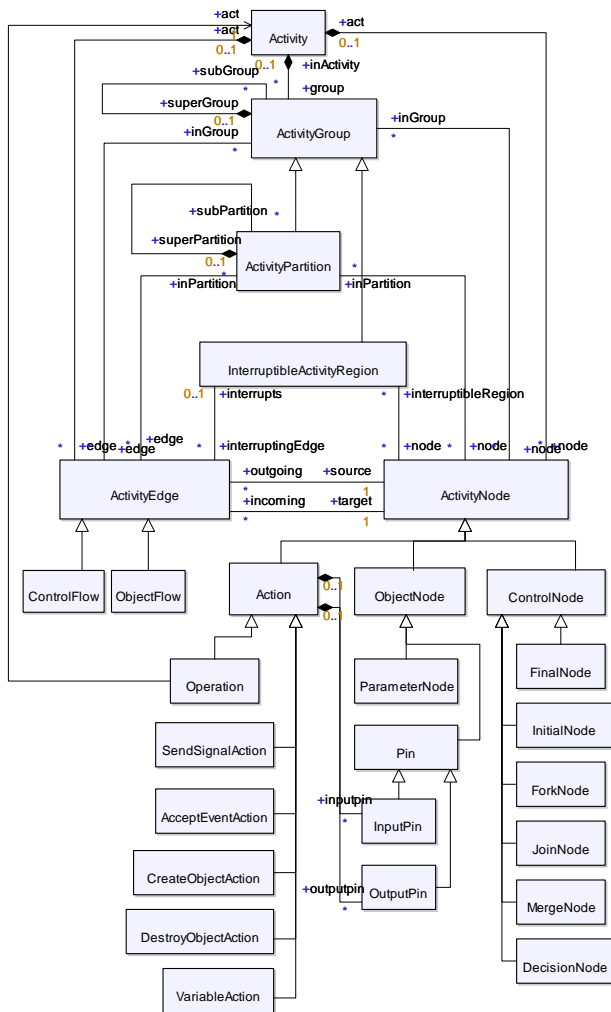 +act
+act
Activity
+act
1
0..1
0..1
0..1
+inActivity
+subGroup
*
*
+group
+superGroup
0..1
ActivityGroup
+inGroup
*
+inGroup
*
+subPartition
*
+superPartition
0..1
ActivityPartition
*
+inPartition
*
+inPartition
InterruptibleActivityRegion
0..1
+interrupts
*
+interruptibleRegion
*
+edge
*
+edge
*
+edge
*
+interruptingEdge
*
+node
*
+node
*
+node
*
+node
ActivityEdge
+outgoing
+source
*
1
+incoming
+target
*
1
ActivityNode
ControlFlow
ObjectFlow
Action
0..1
0..1
ObjectNode
ControlNode
Operation
ParameterNode
FinalNode
SendSignalAction
Pin
InitialNode
AcceptEventAction
+inputpin
*
InputPin
ForkNode
CreateObjectAction
+outputpin
*
OutputPin
JoinNode
DestroyObjectAction
MergeNode
VariableAction
DecisionNode